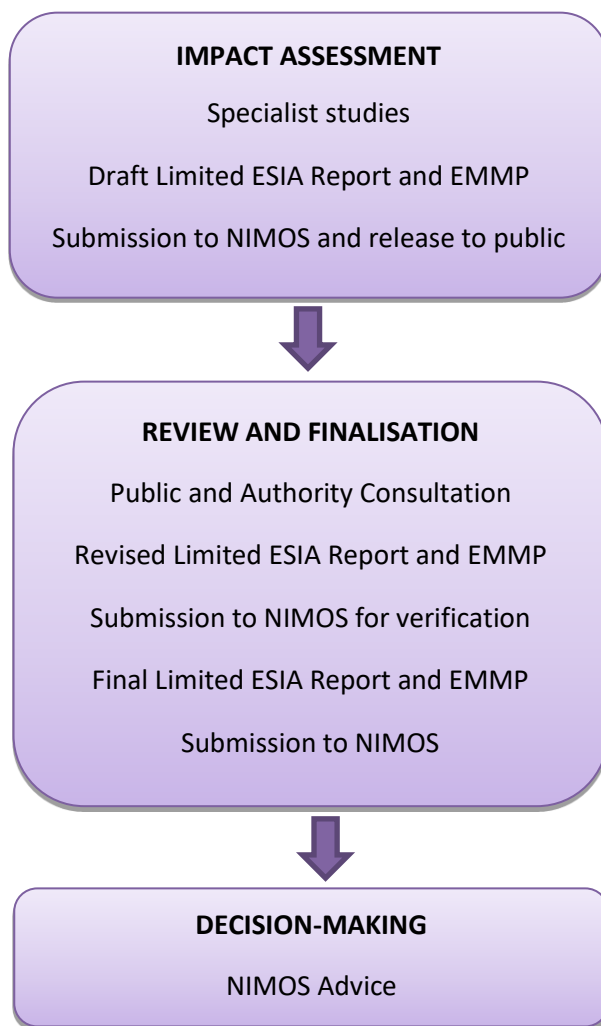 IMPACT ASSESSMENT
Specialist studies
Draft Limited ESIA Report and EMMP
Submission to NIMOS and release to public
REVIEW AND FINALISATION
Public and Authority Consultation
Revised Limited ESIA Report and EMMP
Submission to NIMOS for verification
Final Limited ESIA Report and EMMP
Submission to NIMOS
DECISION-MAKING
NIMOS Advice